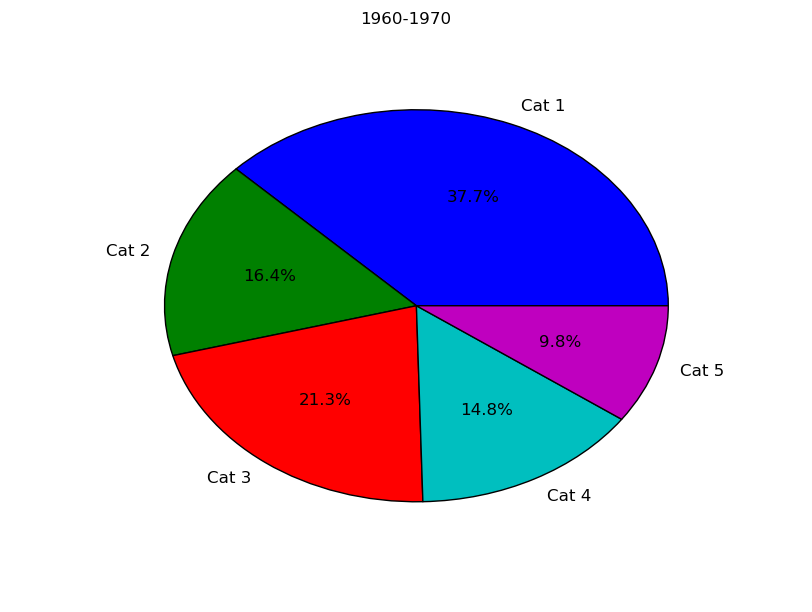 1960-1970
Cat 1
37.7%
Cat 2
16.4%
9.8%
Cat 5
21.3%
14.8%
Cat 3
Cat 4